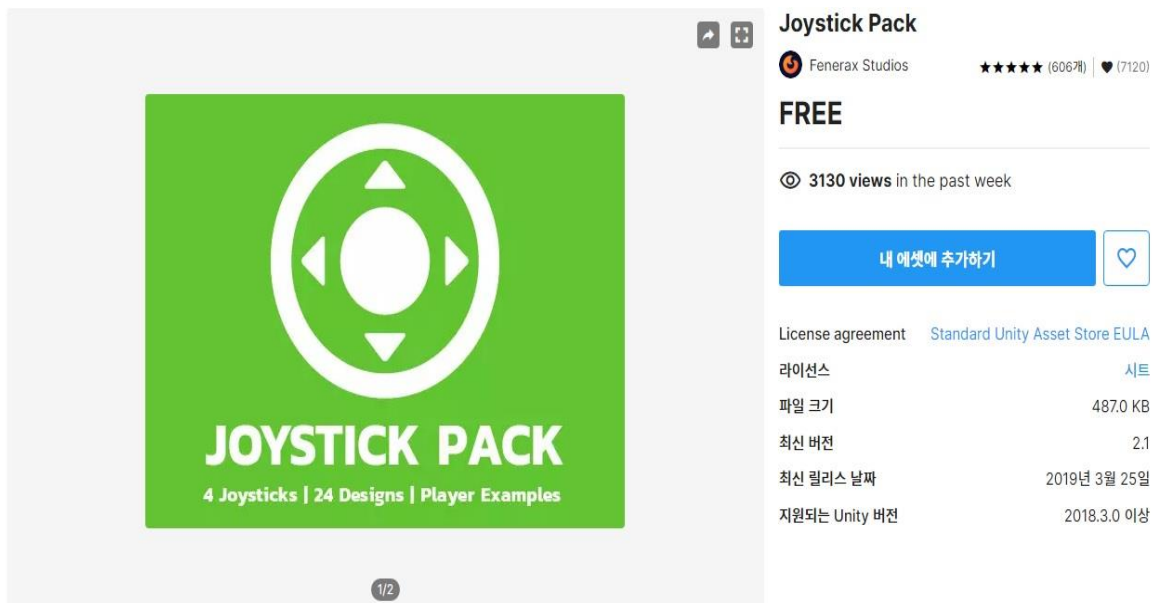 Joystick Pack
Fenerax Studios ★★★★★ (606개) | ♥ (7120)
FREE
3130 views in the past week
내 에셋에 추가하기
License agreement Standard Unity Asset Store EULA
라이선스 시트
파일 크기 487.0 KB
최신 버전 2.1
최신 릴리스 날짜 2019년 3월 25일
지원되는 Unity 버전 2018.3.0 이상
JOYSTICK PACK
4 Joysticks | 24 Designs | Player Examples
1/2